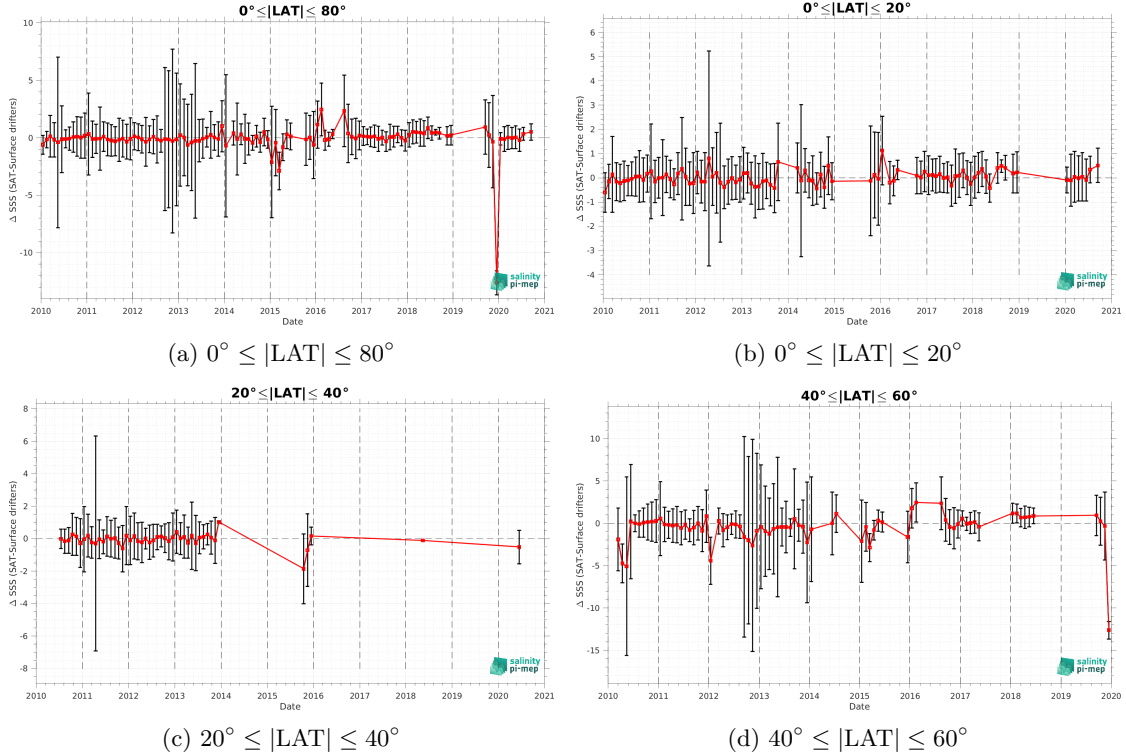 0°≤|LAT|≤ 80°
10
5
0
-5
-10
Δ SSS (SAT-Surface drifters)
2010 2011 2012 2013 2014 2015 2016 2017 2018 2019 2020 2021
Date
salinity
pi-mep
(a) 0° ≤ |LAT| ≤ 80°
0°≤|LAT|≤ 20°
6
5
4
3
2
1
0
-1
-2
-3
-4
Δ SSS (SAT-Surface drifters)
2010 2011 2012 2013 2014 2015 2016 2017 2018 2019 2020 2021
Date
salinity
pi-mep
(b) 0° ≤ |LAT| ≤ 20°
20°≤|LAT|≤ 40°
8
6
4
2
0
-2
-4
-6
-8
Δ SSS (SAT-Surface drifters)
2010 2011 2012 2013 2014 2015 2016 2017 2018 2019 2020 2021
Date
salinity
pi-mep
(c) 20° ≤ |LAT| ≤ 40°
40°≤|LAT|≤ 60°
10
5
0
-5
-10
-15
Δ SSS (SAT-Surface drifters)
2010 2011 2012 2013 2014 2015 2016 2017 2018 2019 2020
Date
salinity
pi-mep
(d) 40° ≤ |LAT| ≤ 60°